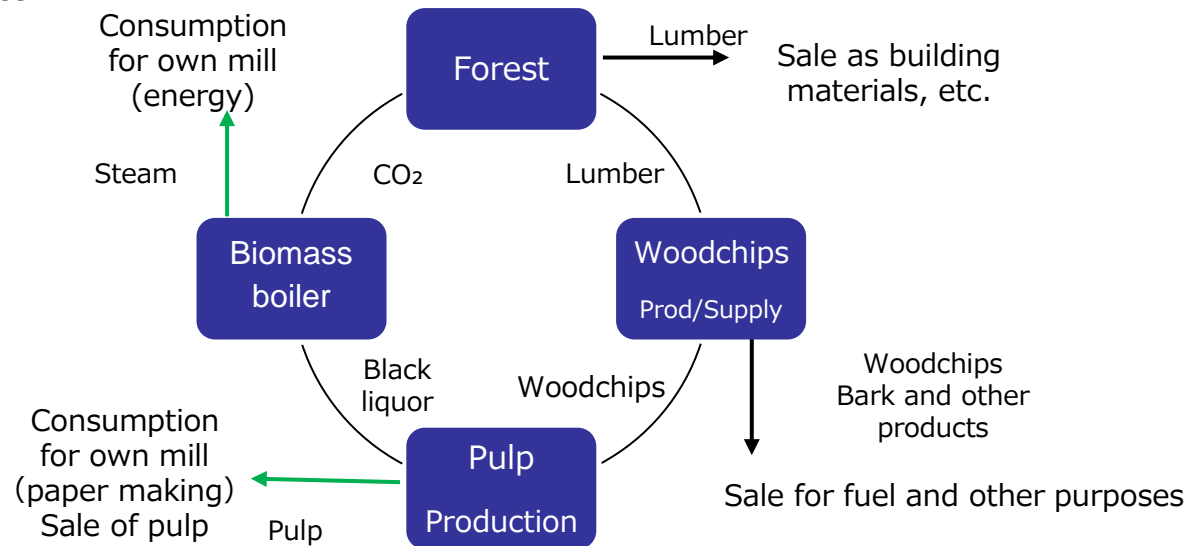 Consumption
for own mill
(energy)
Forest
Lumber
Sale as building
materials, etc.
Steam
CO₂
Lumber
Biomass
boiler
Woodchips
Prod/Supply
Black
liquor
Woodchips
Woodchips
Bark and other
products
Consumption
for own mill
(paper making)
Sale of pulp
Pulp
Pulp
Production
Sale for fuel and other purposes